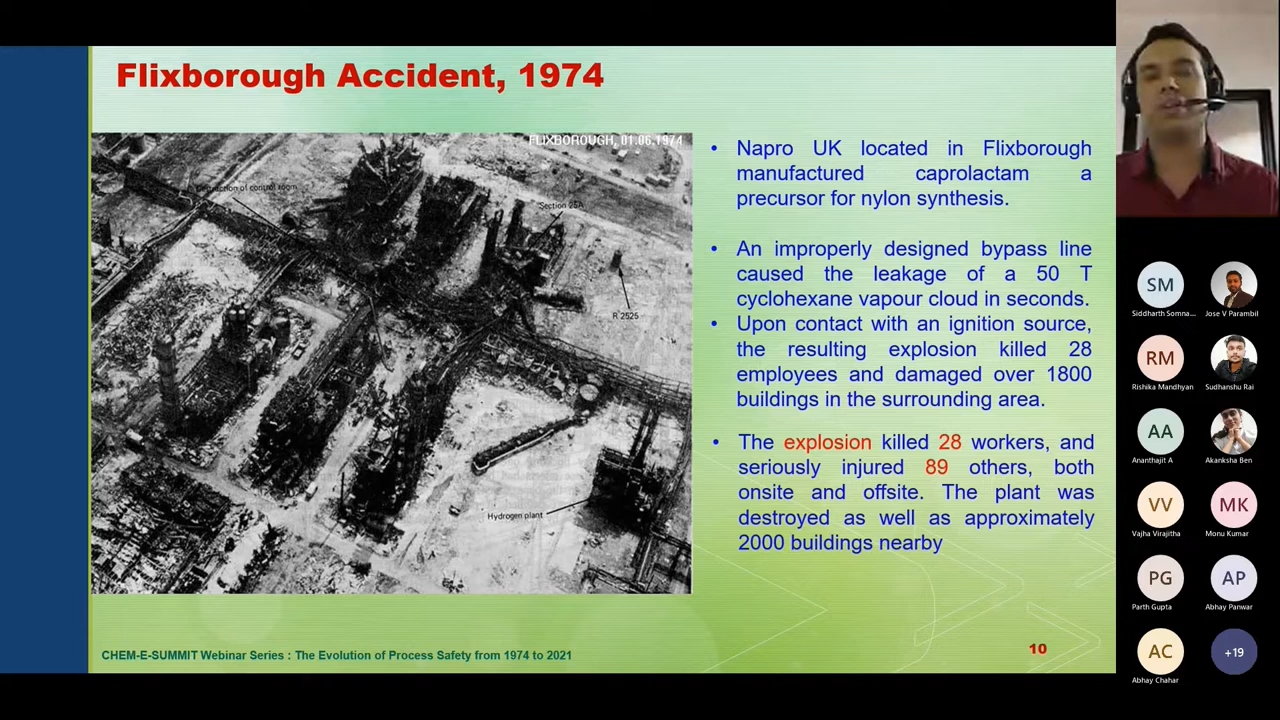 Flixborough Accident, 1974
FLIXBOROUGH, 01.06.1974
Destruction of control room
Section 25A
R 2525
Hydrogen plant
• Napro UK located in Flixborough
manufactured caprolactam a
precursor for nylon synthesis.
• An improperly designed bypass line
caused the leakage of a 50 T
cyclohexane vapour cloud in seconds.
• Upon contact with an ignition source,
the resulting explosion killed 28
employees and damaged over 1800
buildings in the surrounding area.
• The explosion killed 28 workers, and
seriously injured 89 others, both
onsite and offsite. The plant was
destroyed as well as approximately
2000 buildings nearby
CHEM-E-SUMMIT Webinar Series : The Evolution of Process Safety from 1974 to 2021
10
SM
Siddharth Somna...
Jose V Parambil
RM
Rishika Mandhyan
Sudhanshu Rai
AA
Ananthajit A
Akanksha Ben
VV
Vajha Virajitha
MK
Monu Kumar
PG
Parth Gupta
AP
Abhay Panwar
AC
Abhay Chahar
+19